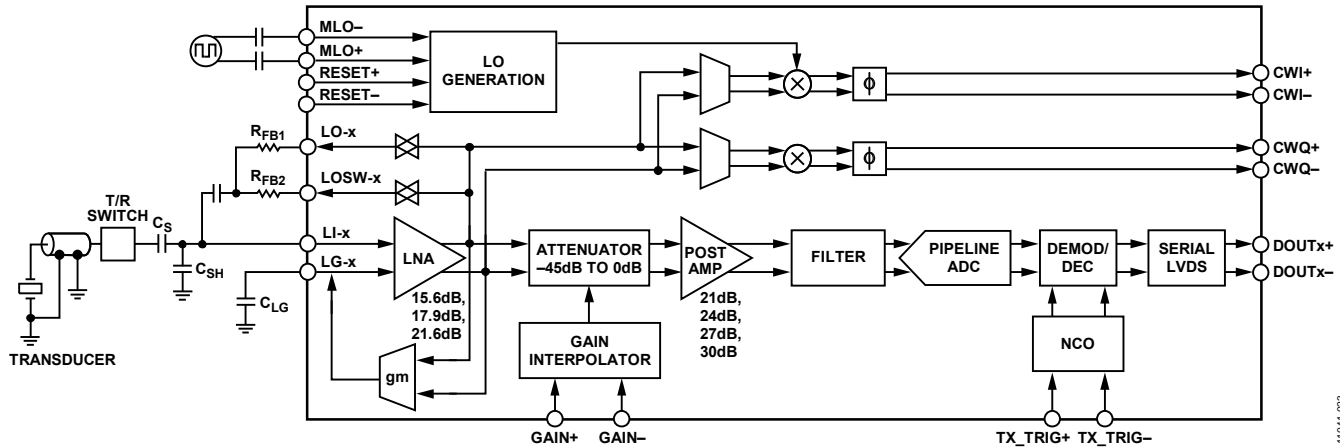 MLO–
MLO+
RESET+
RESET–
LO
GENERATION
CWI+
CWI–
ϕ
RFB1
LO-x
CWQ+
CWQ–
ϕ
RFB2
LOSW-x
T/R
SWITCH
CS
LI-x
LG-x
LNA
ATTENUATOR
–45dB TO 0dB
POST
AMP
FILTER
PIPELINE
ADC
DEMOD/
DEC
SERIAL
LVDS
DOUTx+
DOUTx–
CSH
CLG
15.6dB,
17.9dB,
21.6dB
21dB,
24dB,
27dB,
30dB
GAIN
INTERPOLATOR
NCO
TRANSDUCER
gm
GAIN+
GAIN–
TX_TRIG+
TX_TRIG–